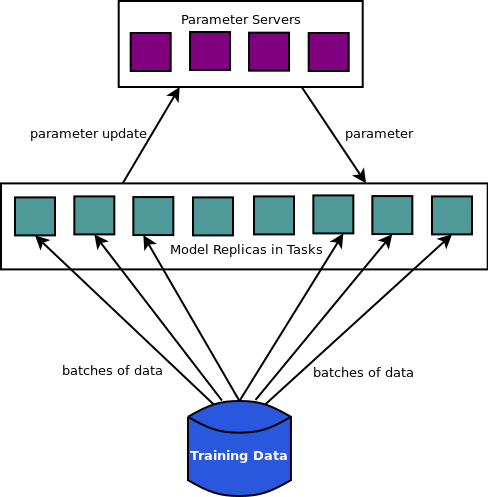 Parameter Servers
parameter update
parameter
Model Replicas in Tasks
batches of data
batches of data
Training Data